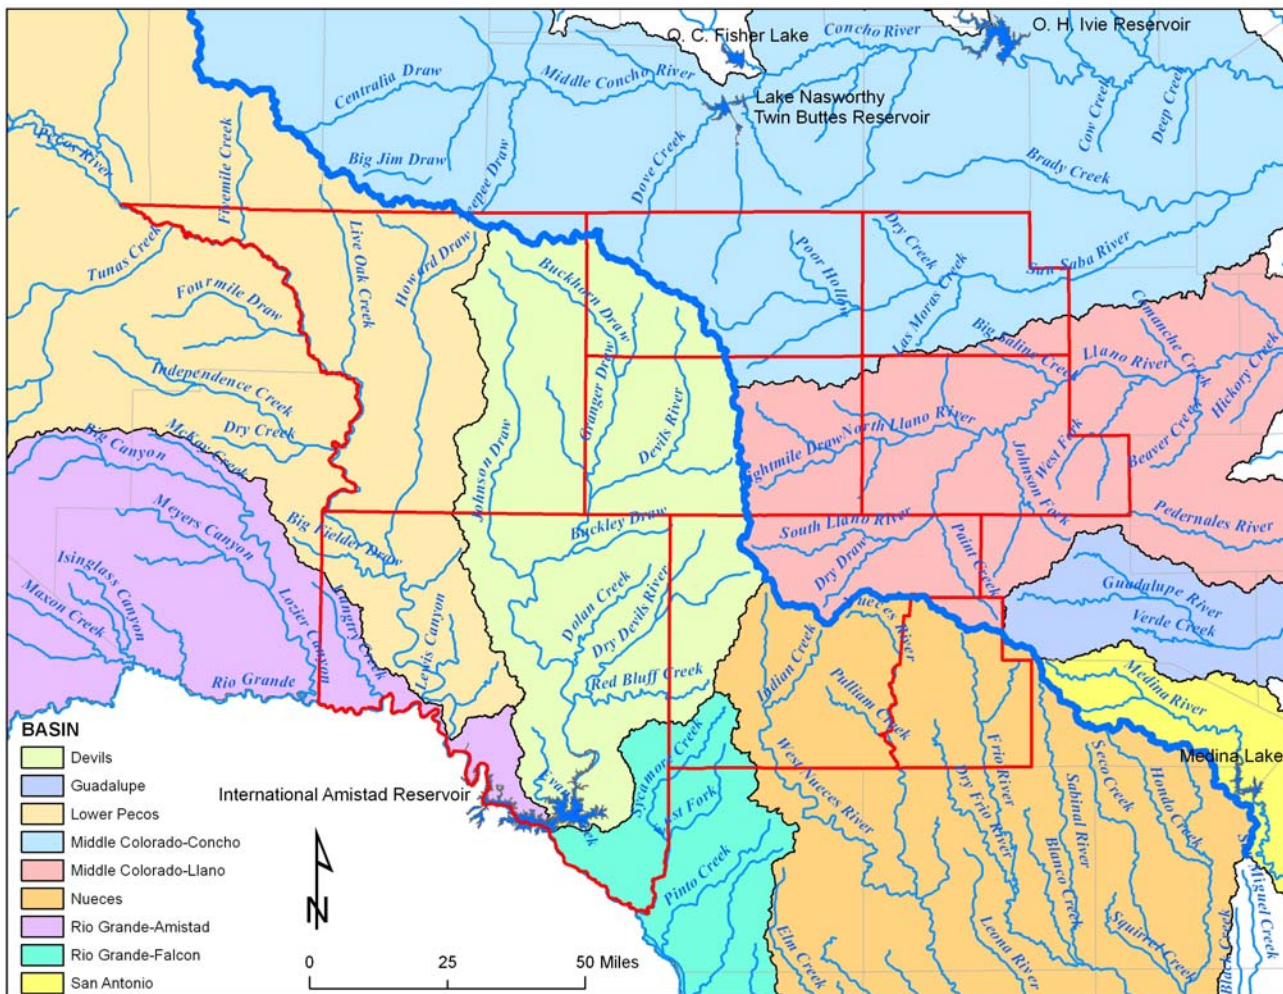 O. C. Fisher Lake
Concho River
O. H. Ivie Reservoir
Centralia Draw
Middle Concho River
Lake Nasworthy
Twin Buttes Reservoir
Cow Creek
Deep Creek
Pecos River
Fivemile Creek
Big Jim Draw
Dove Creek
Brady Creek
Tunas Creek
Live Oak Creek
Howard Draw
Buckhorn Draw
Poor Hollow
Dry Creek
San Saba River
Fourmile Draw
Las Moras Creek
Big Saline Creek
Comanche Creek
Llano River
Hickory Creek
Independence Creek
Dry Creek
McKay Creek
Big Canyon
Johnson Draw
Granger Draw
Devils River
North Llano River
Johnson Fork
West Fork
Beaver Creek
Meyers Canyon
Big Fielder Draw
Buckley Draw
South Llano River
Pedernales River
Isinglass Canyon
Maxon Creek
Lozier Canyon
Langtry Creek
Lewis Canyon
Dolan Creek
Dry Devils River
Dry Draw
Paint Creek
Guadalupe River
Verde Creek
Rio Grande
Red Bluff Creek
Indian Creek
Pulliam Creek
Medina River
Medina Lake
Sycamore Creek
West Nueces River
Frio River
Dry Frio River
Sabinal River
Seco Creek
Hondo Creek
International Amistad Reservoir
Pinto Creek
Blanco Creek
Elm Creek
Leona River
Squirrel Creek
Black Creek
BASIN
Devils
Guadalupe
Lower Pecos
Middle Colorado-Concho
Middle Colorado-Llano
Nueces
Rio Grande-Amistad
Rio Grande-Falcon
San Antonio
N
0 25 50 Miles